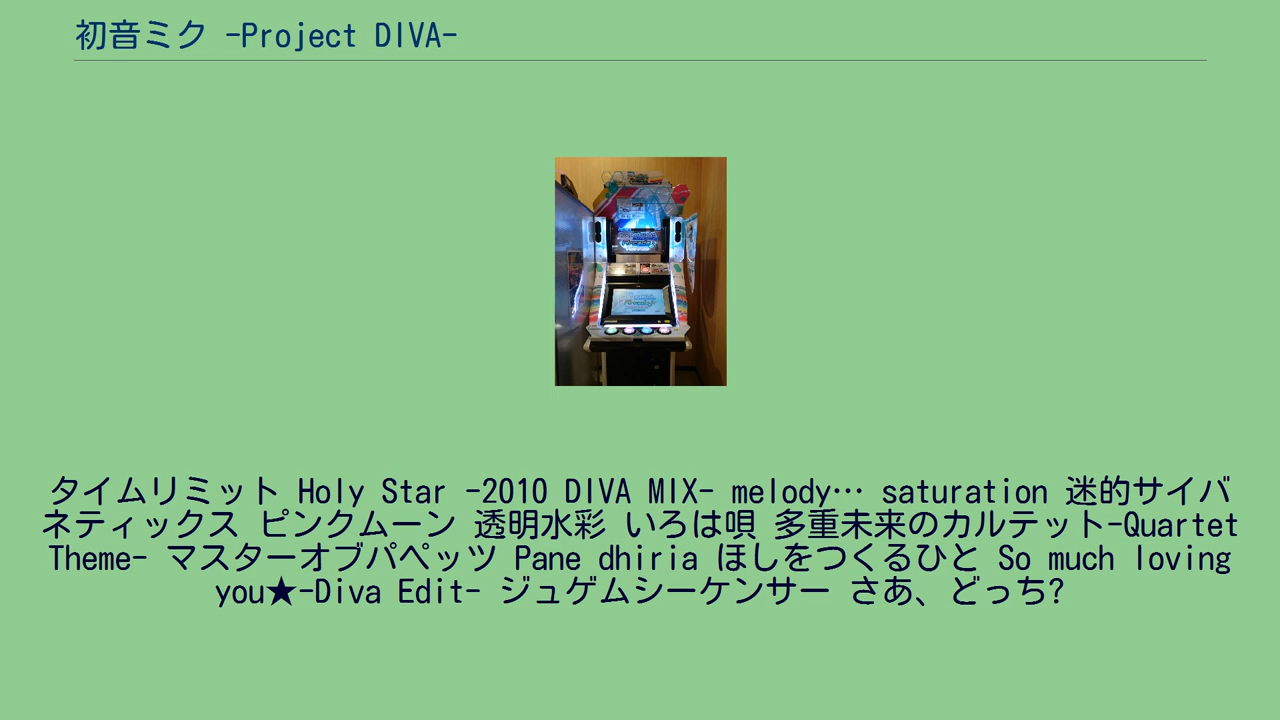 初音ミク -Project DIVA-
タイムリミット Holy Star -2010 DIVA MIX- melody… saturation 迷的サイバ
ネティックス ピンクムーン 透明水彩 いろは唄 多重未来のカルテット-Quartet
Theme- マスターオブパペッツ Pane dhiria ほしをつくるひと So much loving
you★-Diva Edit- ジュゲムシーケンサー さあ、どっち?